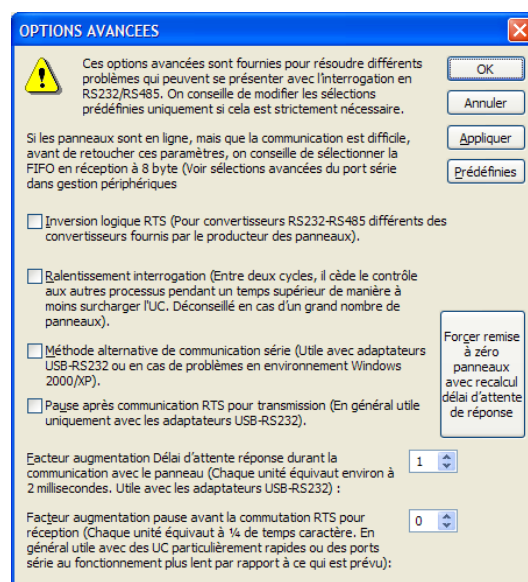 OPTIONS AVANCEES
Ces options avancées sont fournies pour résoudre différents
problèmes qui peuvent se présenter avec l'interrogation en
RS232/RS485. On conseille de modifier les sélections
prédéfinies uniquement si cela est strictement nécessaire.
OK
Annuler
Appliquer
Prédéfinies
Si les panneaux sont en ligne, mais que la communication est difficile,
avant de retoucher ces paramètres, on conseille de sélectionner la
FIFO en réception à 8 byte (Voir sélections avancées du port série
dans gestion périphériques
Inversion logique RTS (Pour convertisseurs RS232-RS485 différents des
convertisseurs fournis par le producteur des panneaux).
Ralentissement interrogation (Entre deux cycles, il cède le contrôle
aux autres processus pendant un temps supérieur de manière à
moins surcharger l'UC. Déconseillé en cas d'un grand nombre de
panneaux).
Méthode alternative de communication série (Utile avec adaptateurs
USB-RS232 ou en cas de problèmes en environnement Windows
2000/XP).
Pause après communication RTS pour transmission (En général utile
uniquement avec les adaptateurs USB-RS232).
Forçer remise
à zéro
panneaux
avec recalcul
délai d'attente
de réponse
Facteur augmentation Délai d'attente réponse durant la
communication avec le panneau (Chaque unité équivaut environ à
2 millisecondes. Utile avec les adaptateurs USB-RS232) :
1
Facteur augmentation pause avant la commutation RTS pour
réception (Chaque unité équivaut à ¼ de temps caractère. En
général utile avec des UC particulièrement rapides ou des ports
série au fonctionnement plus lent par rapport à ce qui est prévu):
0